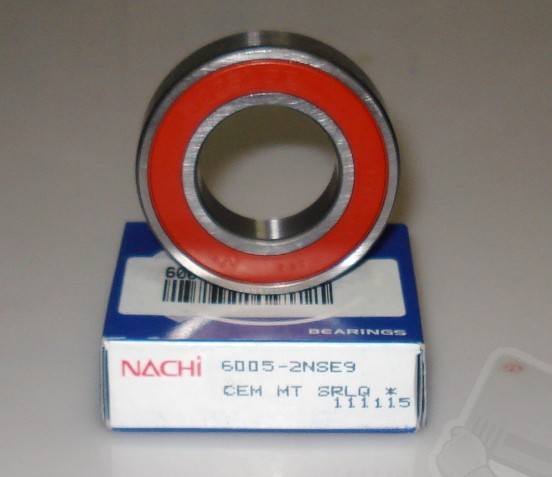 BEARINGS
NACHi 6005-2NSE9
CEM MT SRLQ *
111115